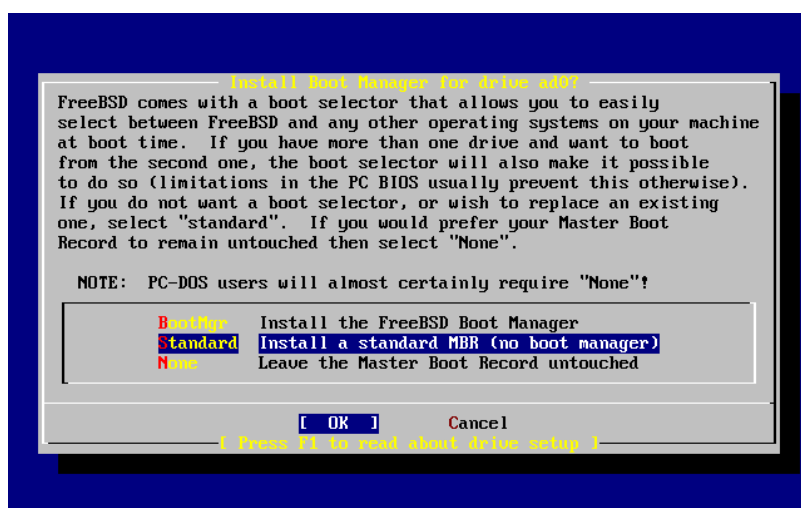 Install Boot Manager for drive ad0?
FreeBSD comes with a boot selector that allows you to easily
select between FreeBSD and any other operating systems on your machine
at boot time.  If you have more than one drive and want to boot
from the second one, the boot selector will also make it possible
to do so (limitations in the PC BIOS usually prevent this otherwise).
If you do not want a boot selector, or wish to replace an existing
one, select "standard".  If you would prefer your Master Boot
Record to remain untouched then select "None".
NOTE:  PC-DOS users will almost certainly require "None"!
BootMgr   Install the FreeBSD Boot Manager
Standard  Install a standard MBR (no boot manager)
None      Leave the Master Boot Record untouched
[  OK  ]     Cancel
[ Press F1 to read about drive setup ]